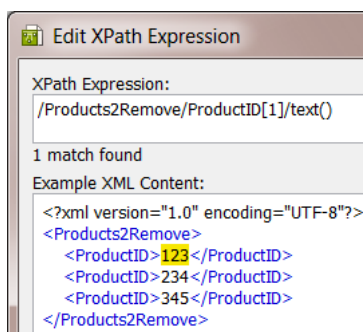 Edit XPath Expression
XPath Expression:
/Products2Remove/ProductID[1]/text()
1 match found
Example XML Content:
<?xml version="1.0" encoding="UTF-8"?>
<Products2Remove>
<ProductID>123</ProductID>
<ProductID>234</ProductID>
<ProductID>345</ProductID>
</Products2Remove>